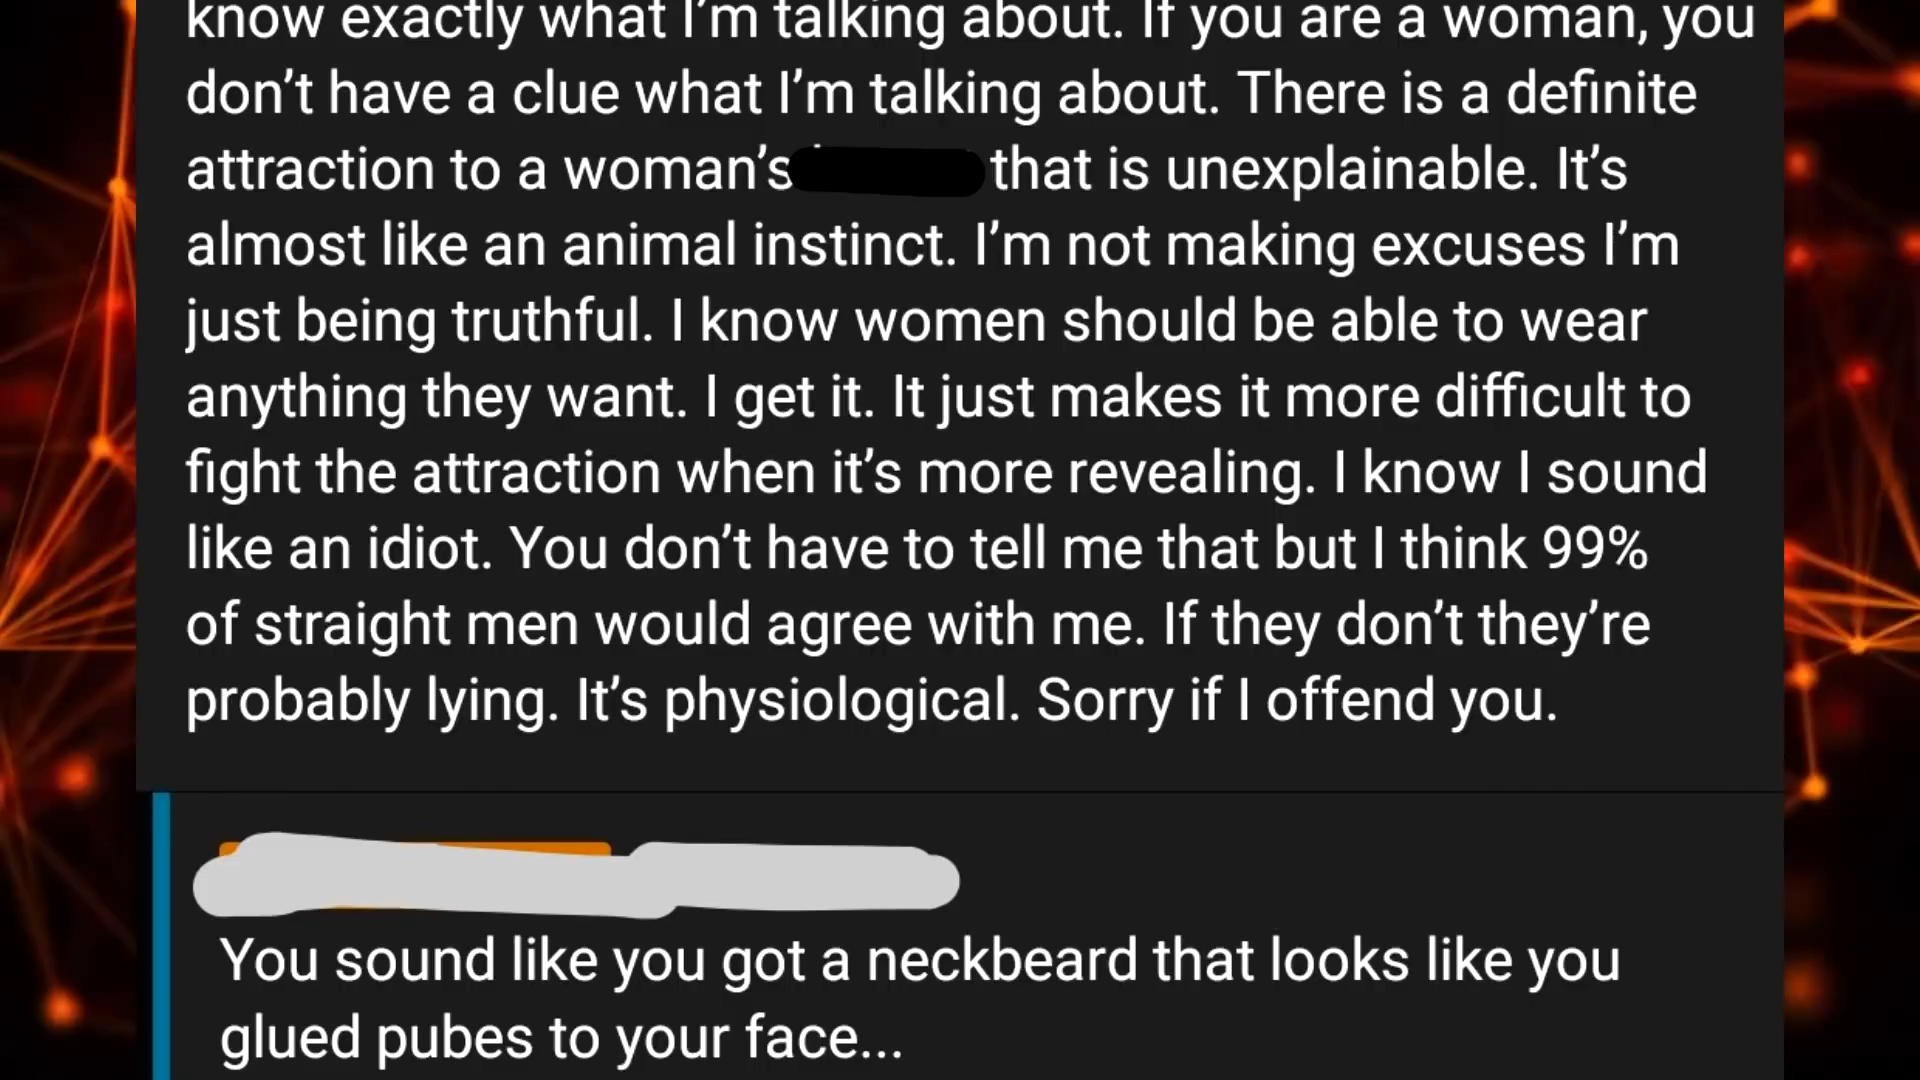 know exactly what I'm talking about. If you are a woman, you
don't have a clue what I'm talking about. There is a definite
attraction to a woman's that is unexplainable. It's
almost like an animal instinct. I'm not making excuses I'm
just being truthful. I know women should be able to wear
anything they want. I get it. It just makes it more difficult to
fight the attraction when it's more revealing. I know I sound
like an idiot. You don't have to tell me that but I think 99%
of straight men would agree with me. If they don't they're
probably lying. It's physiological. Sorry if I offend you.
You sound like you got a neckbeard that looks like you
glued pubes to your face...